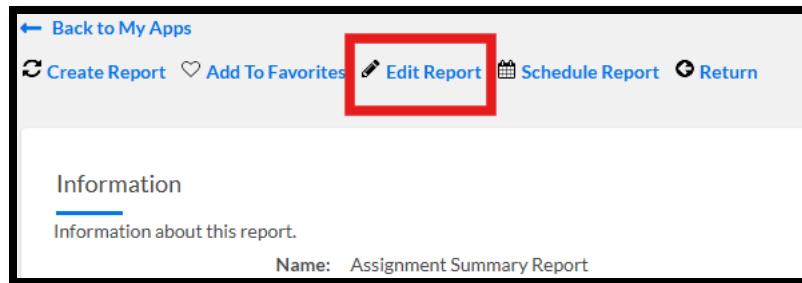 Back to My Apps
Create Report Add To Favorites Edit Report Schedule Report Return
Information
Information about this report.
Name: Assignment Summary Report